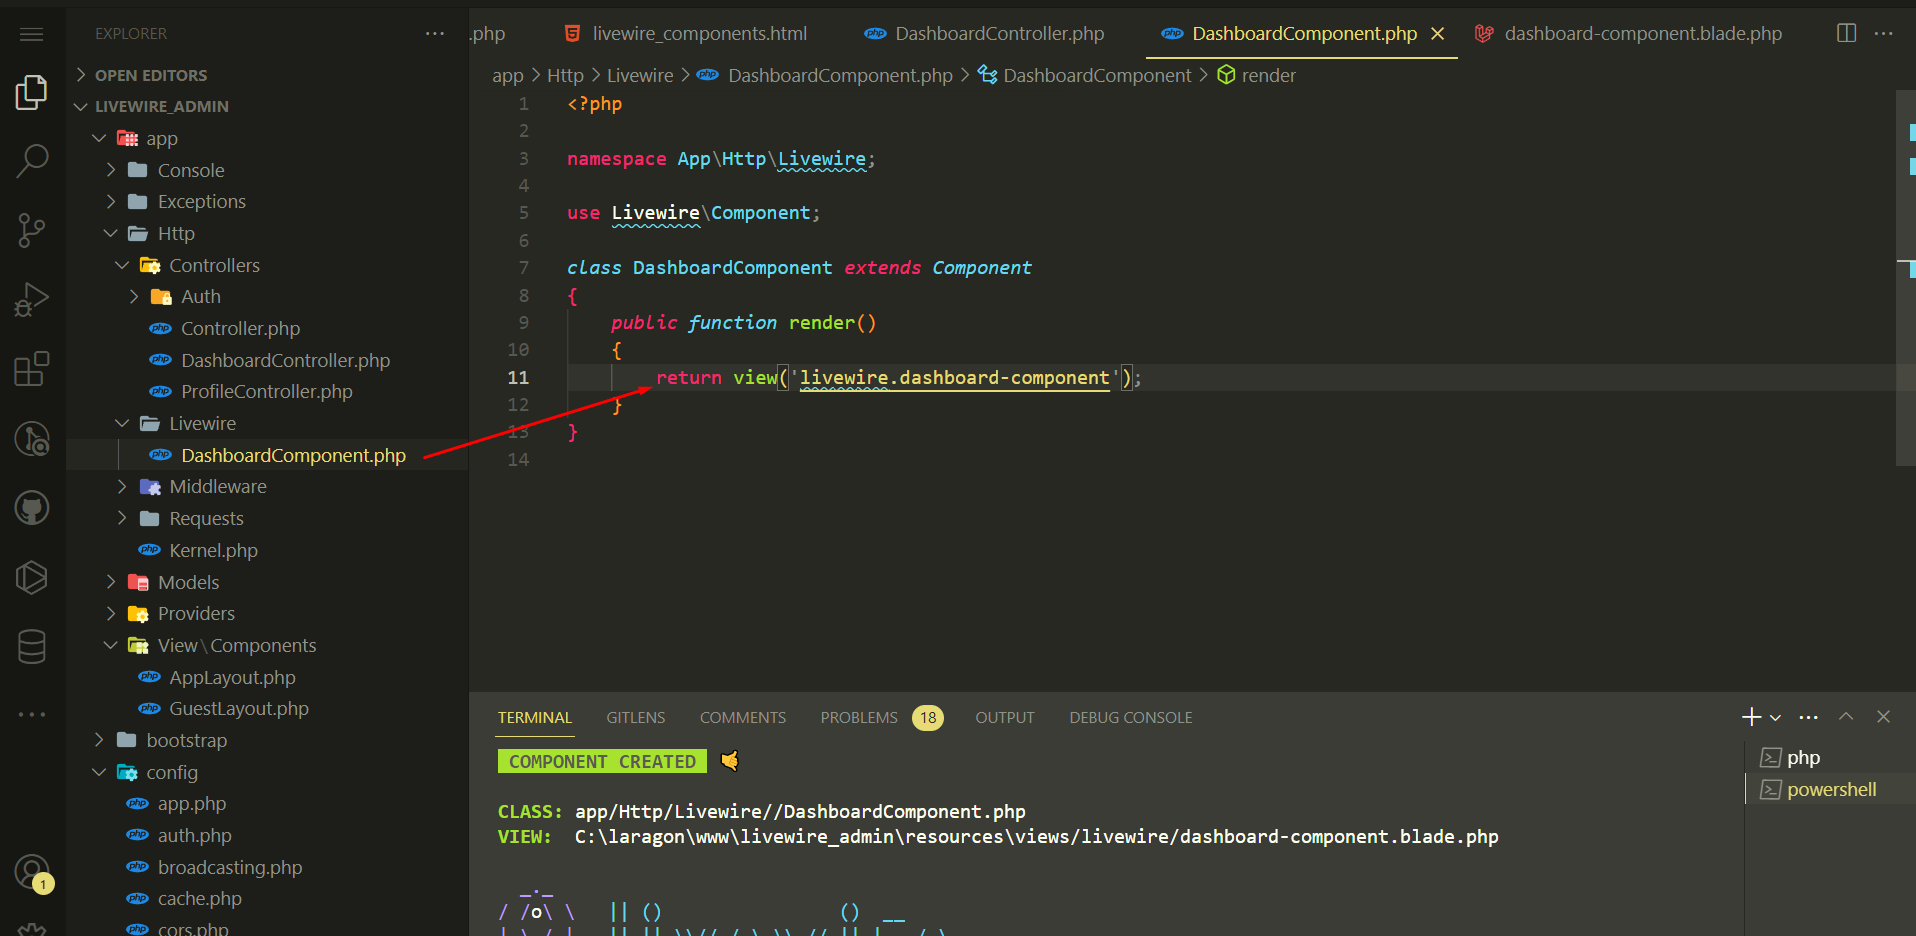 EXPLORER
OPEN EDITORS
LIVEWIRE_ADMIN
app
Console
Exceptions
Http
Controllers
Auth
Controller.php
DashboardController.php
ProfileController.php
Livewire
DashboardComponent.php
Middleware
Requests
Kernel.php
Models
Providers
View\Components
AppLayout.php
GuestLayout.php
bootstrap
config
app.php
auth.php
broadcasting.php
cache.php
cors.php
1
.php livewire_components.html DashboardController.php DashboardComponent.php dashboard-component.blade.php
app > Http > Livewire > DashboardComponent.php > DashboardComponent > render
1 <?php
2
3 namespace App\Http\Livewire;
4
5 use Livewire\Component;
6
7 class DashboardComponent extends Component
8 {
9 public function render()
10 {
11 return view('livewire.dashboard-component');
12 }
13 }
14
TERMINAL GITLENS COMMENTS PROBLEMS 18 OUTPUT DEBUG CONSOLE
COMPONENT CREATED 🤙
CLASS: app/Http/Livewire//DashboardComponent.php
VIEW: C:\laragon\www\livewire_admin\resources\views/livewire/dashboard-component.blade.php
php
powershell